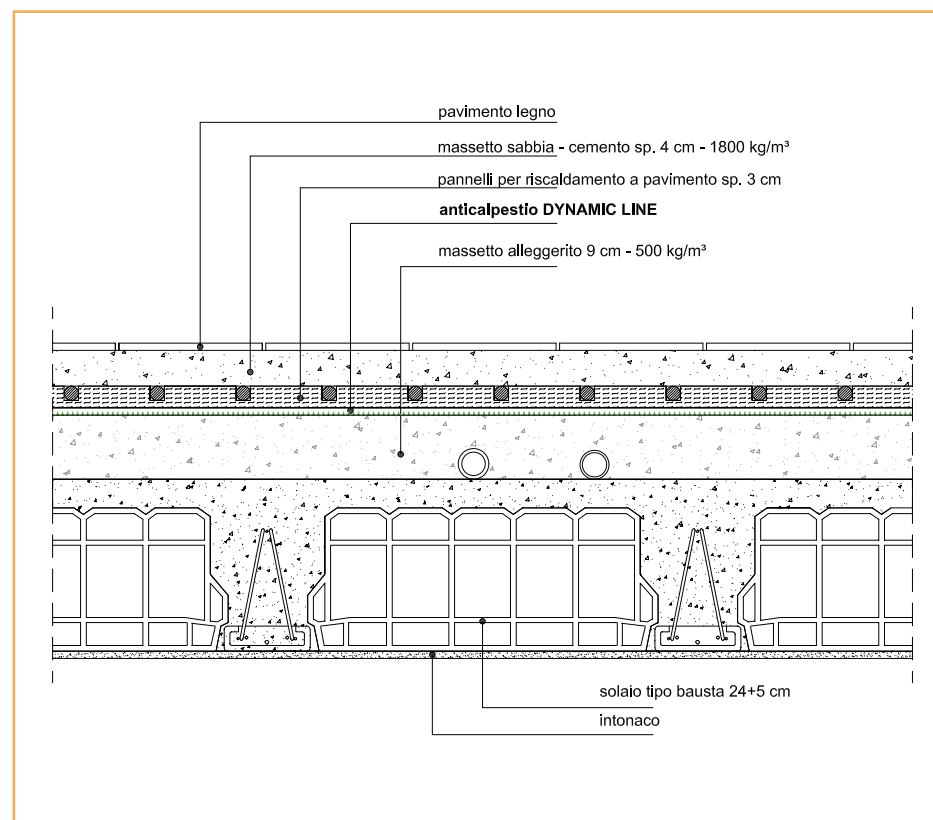 pavimento legno
massetto sabbia - cemento sp. 4 cm - 1800 kg/m³
pannelli per riscaldamento a pavimento sp. 3 cm
anticalpestio DYNAMIC LINE
massetto alleggerito 9 cm - 500 kg/m³
solaio tipo bausta 24+5 cm
intonaco